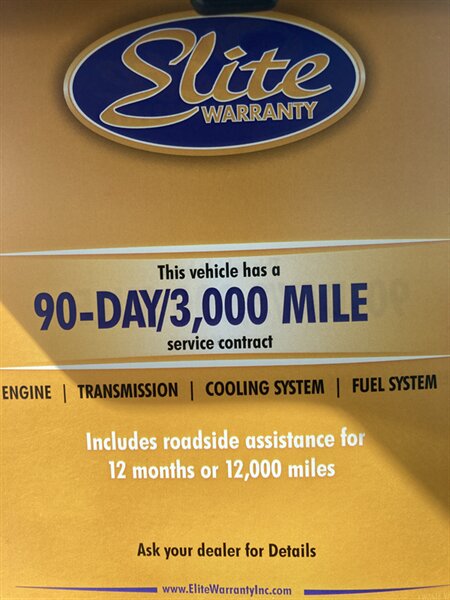 Elite
WARRANTY
This vehicle has a
90-DAY/3,000 MILE
service contract
ENGINE | TRANSMISSION | COOLING SYSTEM | FUEL SYSTEM
Includes roadside assistance for
12 months or 12,000 miles
Ask your dealer for Details
www.EliteWarrantyInc.com